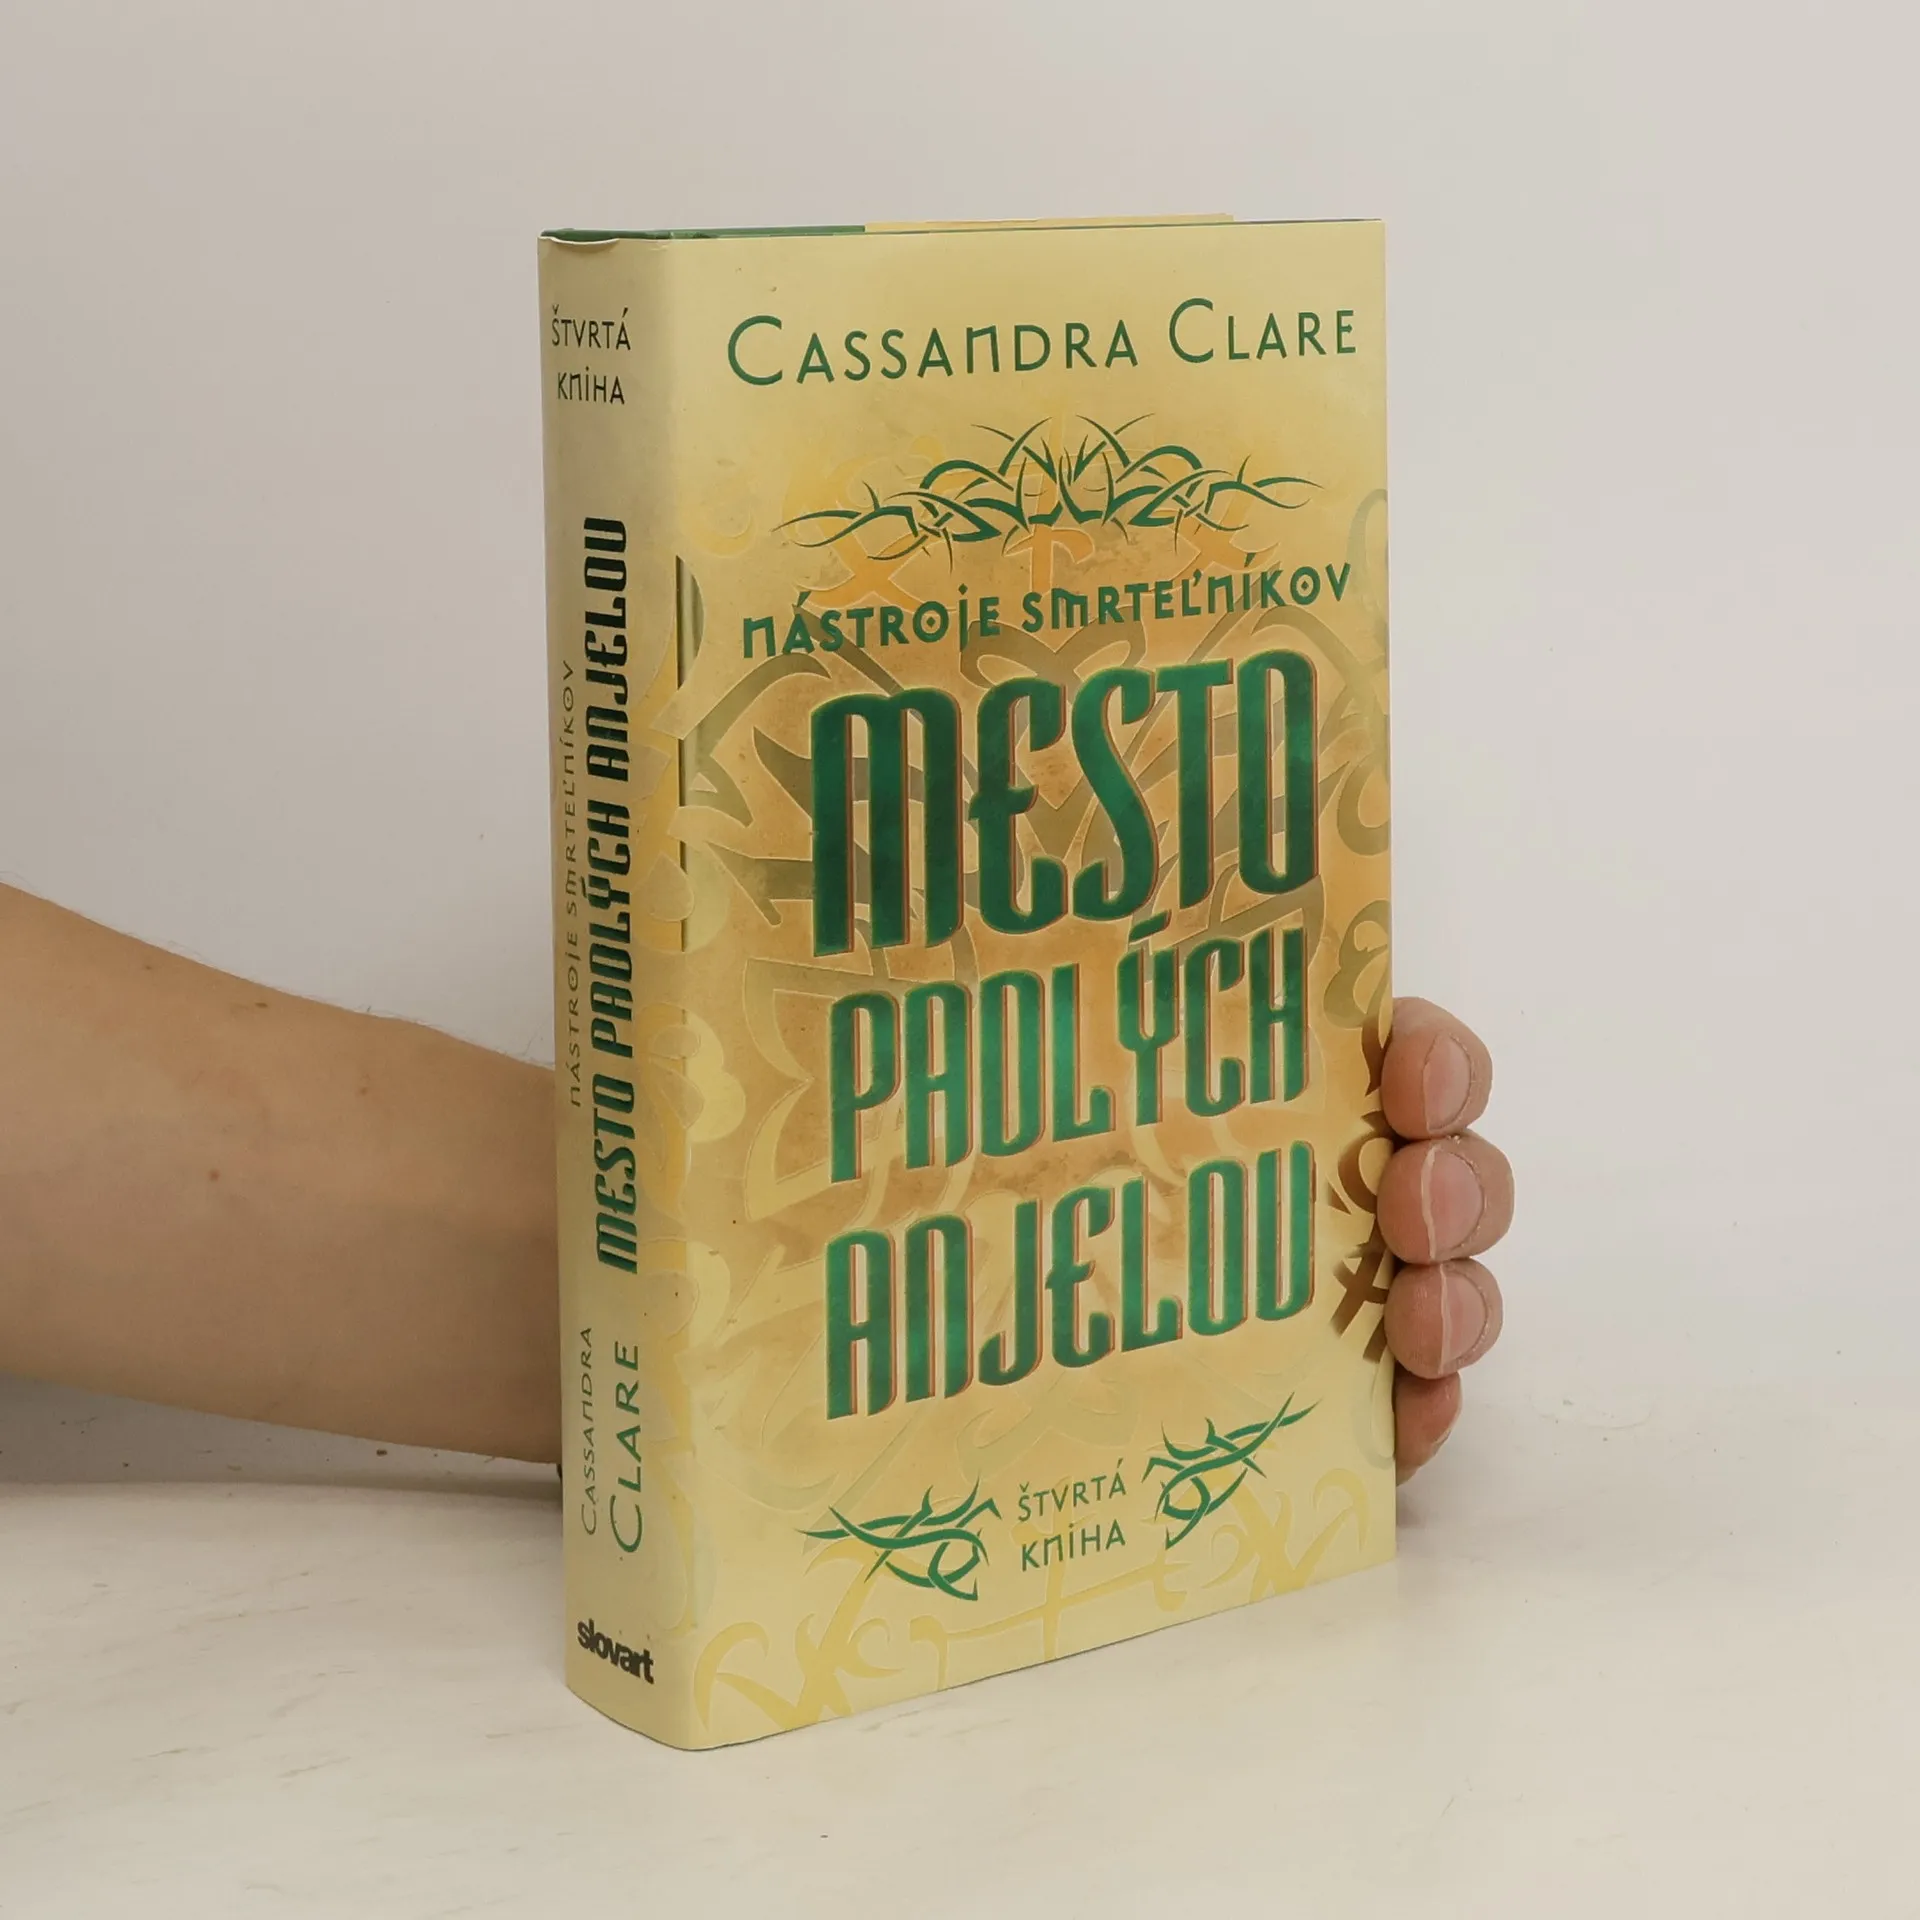 ŠTVRTÁ
KNIHA
NÁSTROJE SMRTEĽNÍKOV
MESTO PADLÝCH ANJELOV
CASSANDRA
CLARE
slovart
CASSANDRA CLARE
NÁSTROJE SMRTEĽNÍKOV
MESTO
PADLÝCH
ANJELOV
ŠTVRTÁ
KNIHA